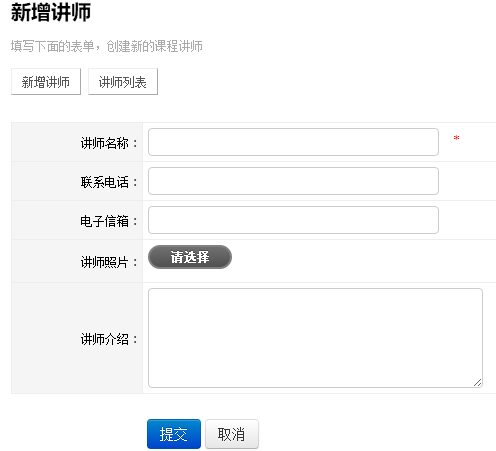 新增讲师
填写下面的表单，创建新的课程讲师
新增讲师 讲师列表
讲师名称： *
联系电话：
电子信箱：
讲师照片： 请选择
讲师介绍：
提交 取消